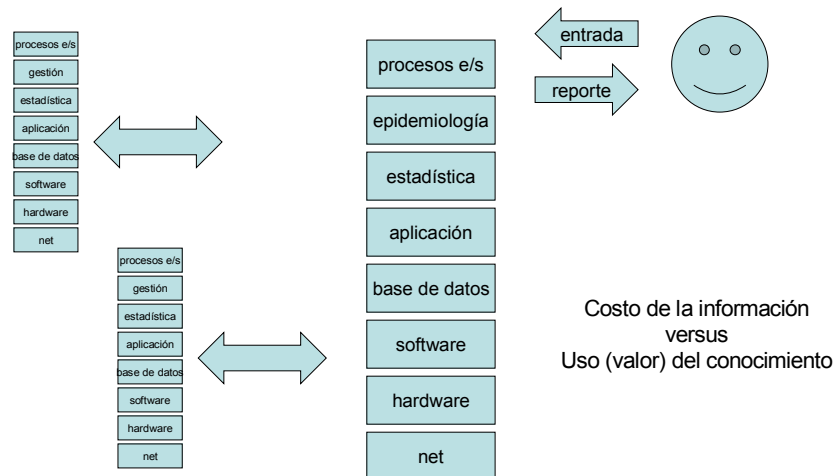 procesos e/s
gestión
estadística
aplicación
base de datos
software
hardware
net
procesos e/s
gestión
estadística
aplicación
base de datos
software
hardware
net
procesos e/s
epidemiología
estadística
aplicación
base de datos
software
hardware
net
entrada
reporte
Costo de la información
versus
Uso (valor) del conocimiento